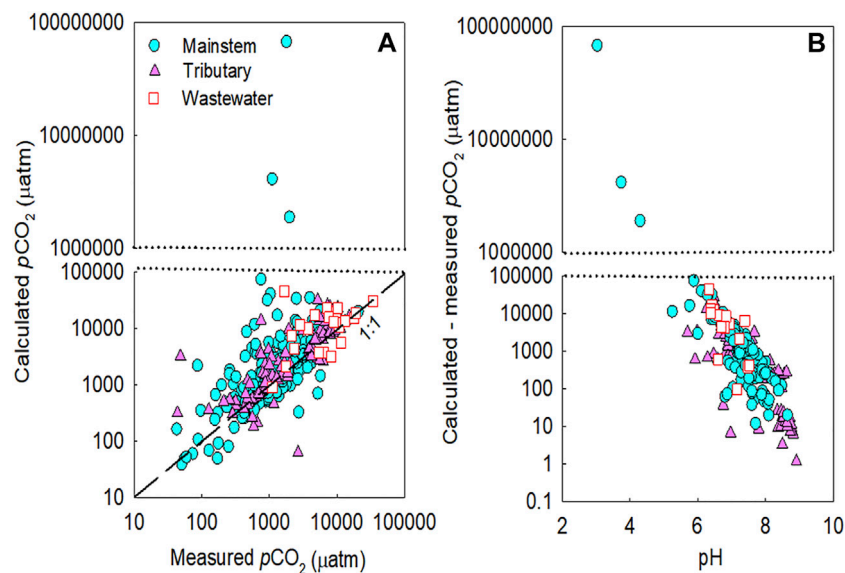 A
Mainstem
Tributary
Wastewater
Calculated pCO2 (µatm)
100000000
10000000
1000000
100000
10000
1000
100
10
1:1
10 100 1000 10000 100000
Measured pCO2 (µatm)
B
Calculated - measured pCO2 (µatm)
100000000
10000000
1000000
100000
10000
1000
100
10
1
0.1
2 4 6 8 10
pH